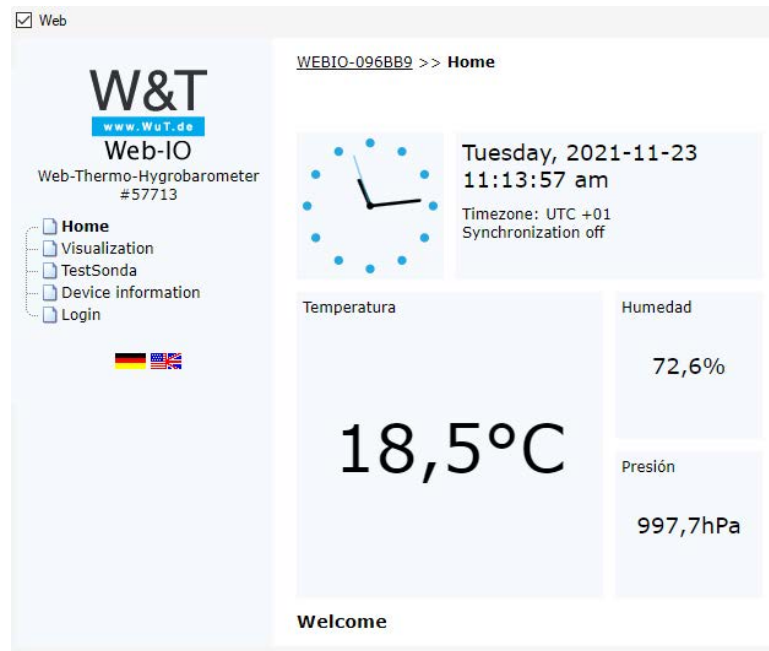 Web
W&T
www.WuT.de
Web-IO
Web-Thermo-Hygrobarometer
#57713
Home
Visualization
TestSonda
Device information
Login
WEBIO-096BB9 >> Home
Tuesday, 2021-11-23
11:13:57 am
Timezone: UTC +01
Synchronization off
Temperatura
18,5°C
Humedad
72,6%
Presión
997,7hPa
Welcome